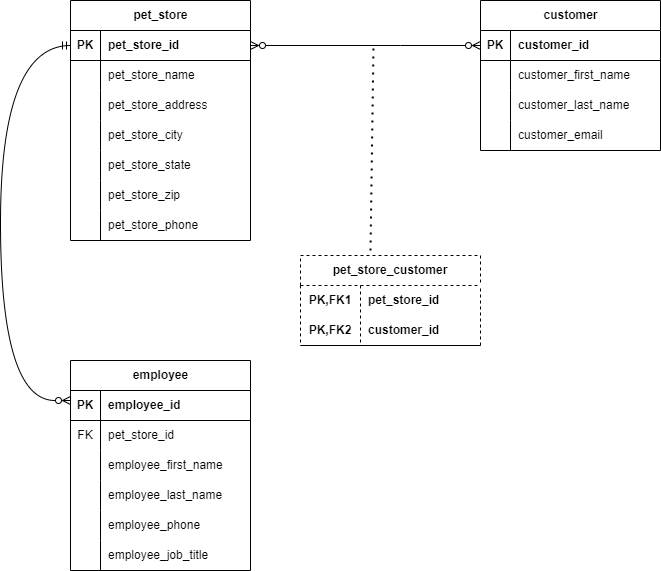 pet_store
PK pet_store_id
pet_store_name
pet_store_address
pet_store_city
pet_store_state
pet_store_zip
pet_store_phone
customer
PK customer_id
customer_first_name
customer_last_name
customer_email
pet_store_customer
PK,FK1 pet_store_id
PK,FK2 customer_id
employee
PK employee_id
FK pet_store_id
employee_first_name
employee_last_name
employee_phone
employee_job_title